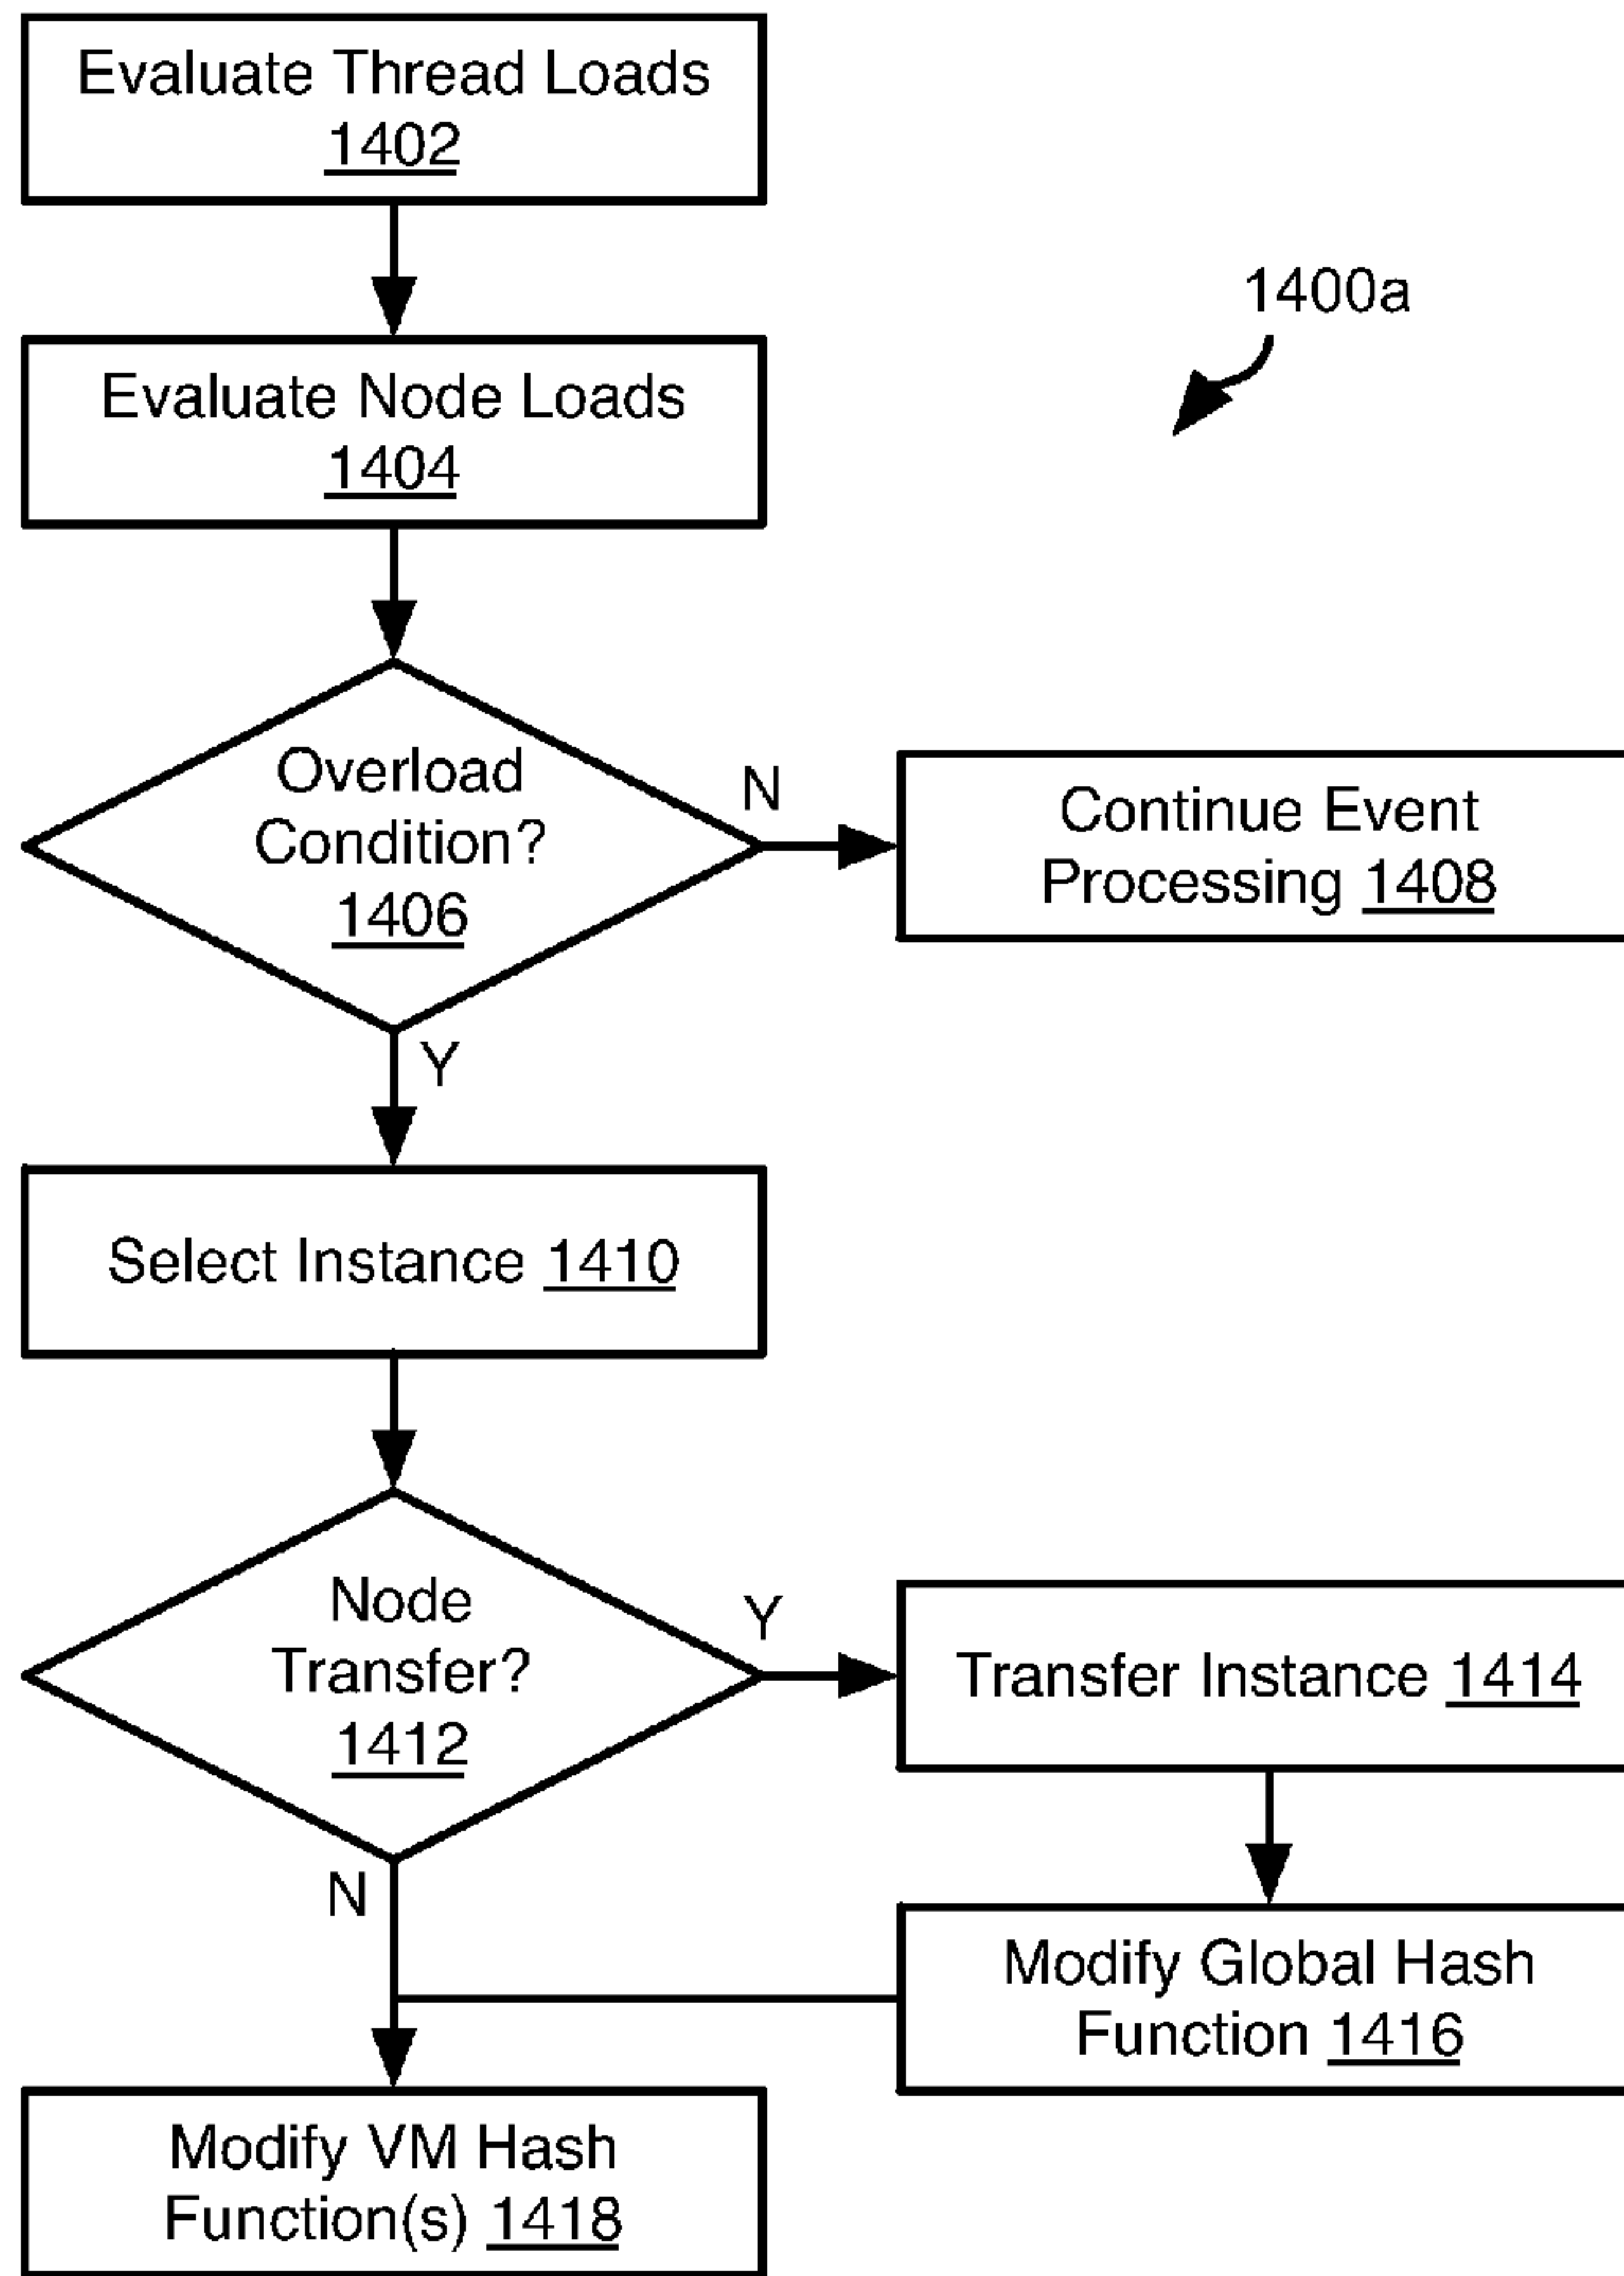 Evaluate Thread Loads
1402
1400a
Evaluate Node Loads
1404
Overload
Condition?
1406
N
Continue Event
Processing 1408
Y
Select Instance 1410
Node
Transfer?
1412
Y
Transfer Instance 1414
N
Modify Global Hash
Function 1416
Modify VM Hash
Function(s) 1418